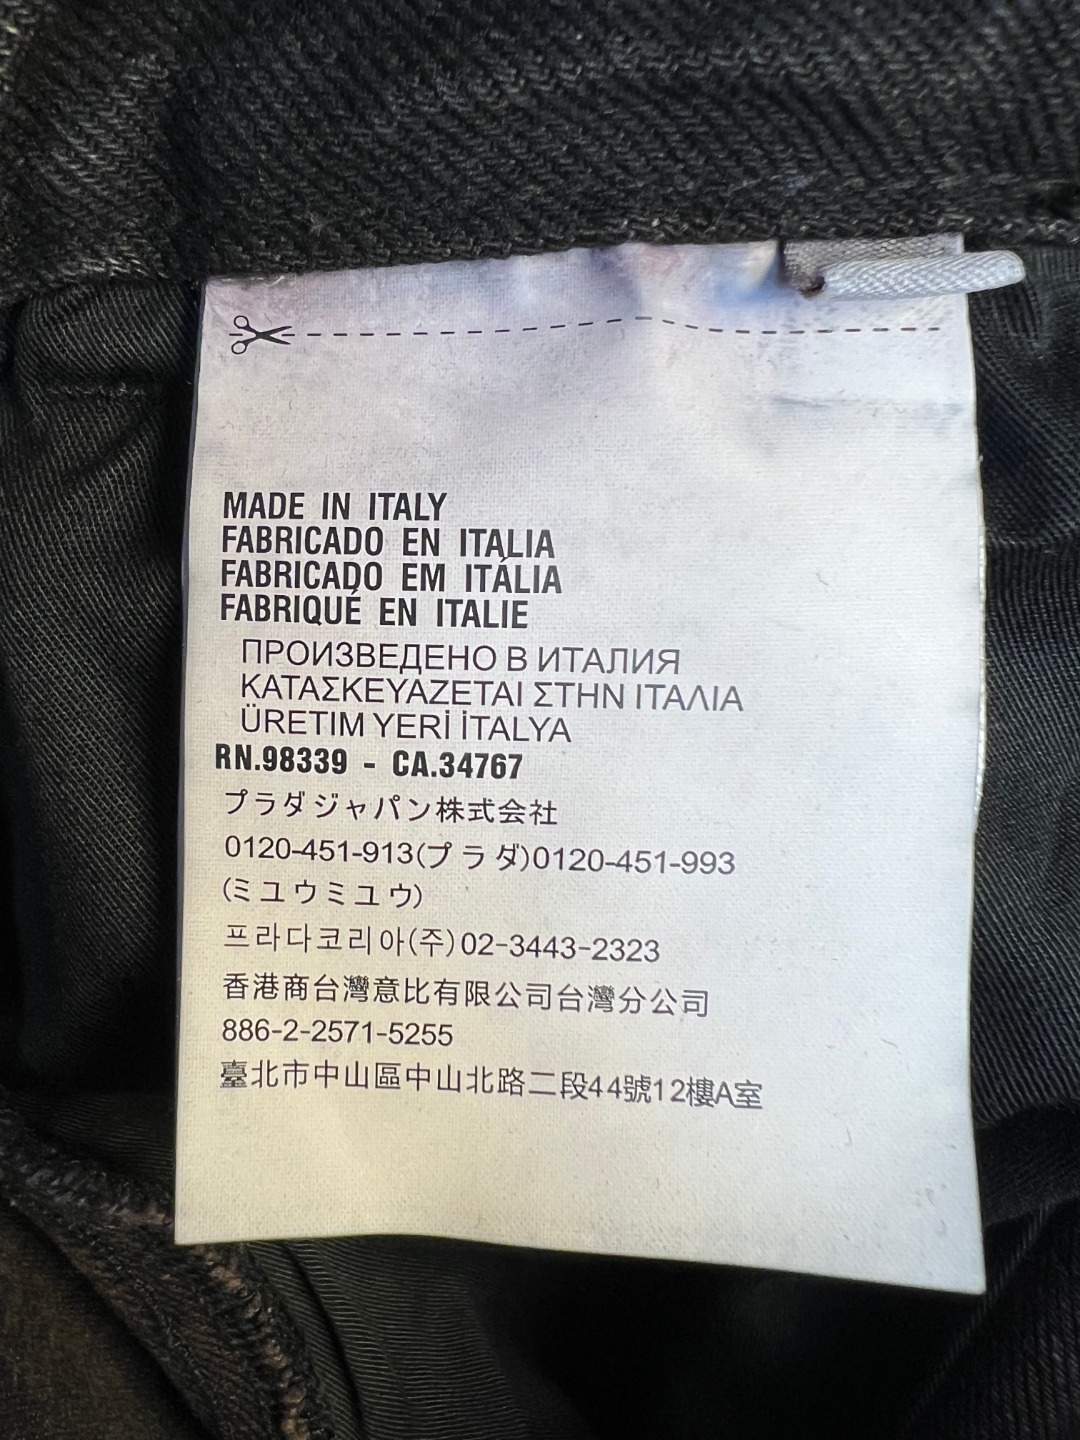 MADE IN ITALY
FABRICADO EN ITALIA
FABRICADO EM ITÁLIA
FABRIQUÉ EN ITALIE
ПРОИЗВЕДЕНО В ИТАЛИЯ
ΚΑΤΑΣΚΕΥΑΖΕΤΑΙ ΣΤΗΝ ΙΤΑΛΙΑ
ÜRETIM YERİ İTALYA
RN.98339 - CA.34767
プラダジャパン株式会社
0120-451-913(プラダ)0120-451-993
(ミユウミユウ)
프라다코리아(주)02-3443-2323
香港商台灣意比有限公司台灣分公司
886-2-2571-5255
臺北市中山區中山北路二段44號12樓A室